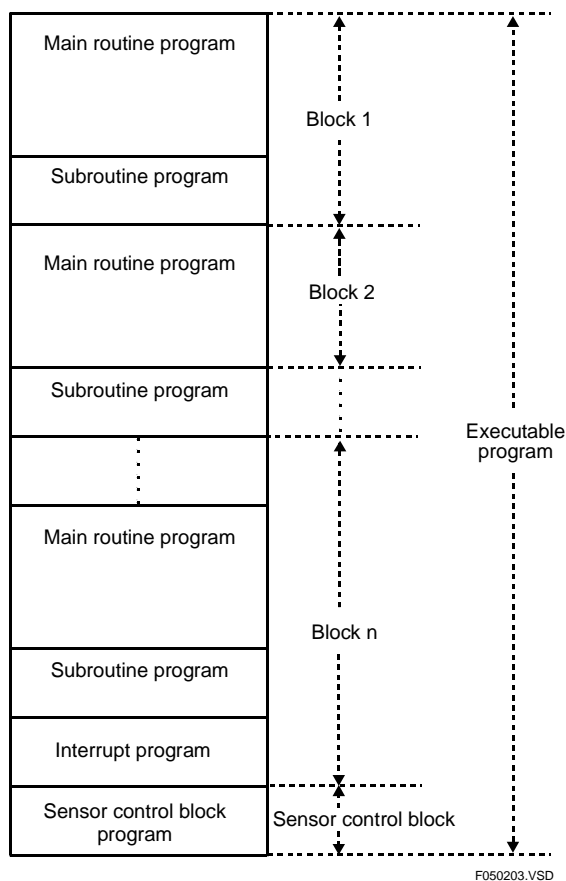 Main routine program
Block 1
Subroutine program
Main routine program
Block 2
Subroutine program
Executable
program
Main routine program
Block n
Subroutine program
Interrupt program
Sensor control block
program
Sensor control block
F050203.VSD